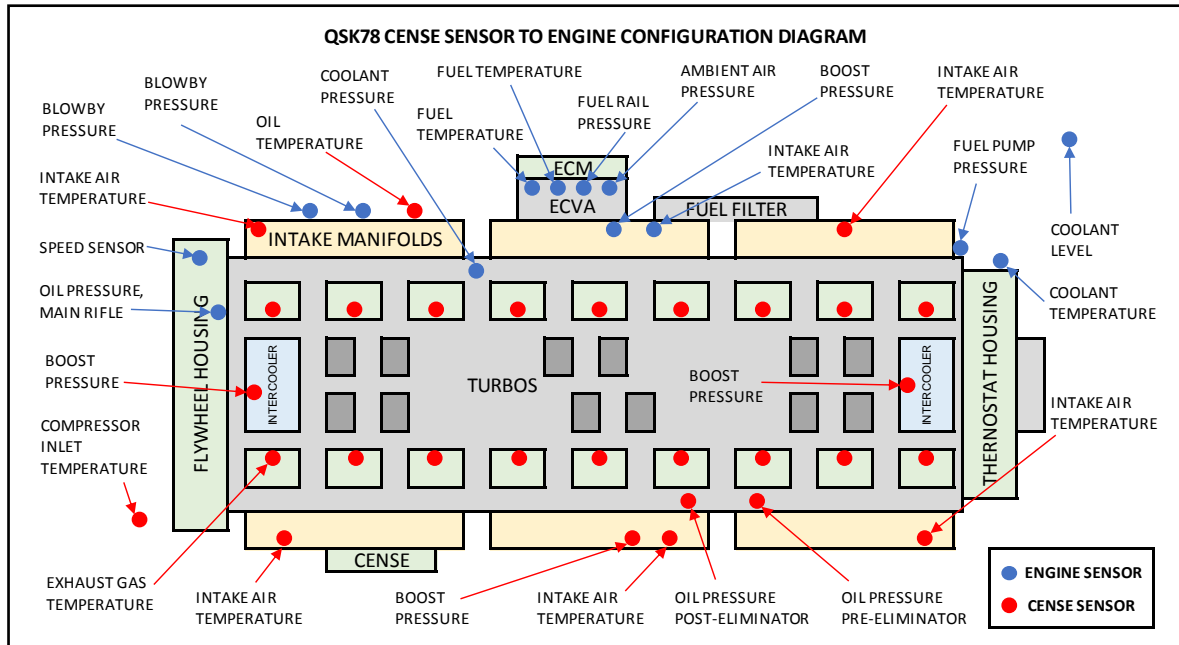 QSK78 CENSE SENSOR TO ENGINE CONFIGURATION DIAGRAM
BLOWBY
PRESSURE
BLOWBY
PRESSURE
OIL
TEMPERATURE
COOLANT
PRESSURE
FUEL TEMPERATURE
FUEL
TEMPERATURE
FUEL RAIL
PRESSURE
AMBIENT AIR
PRESSURE
BOOST
PRESSURE
INTAKE AIR
TEMPERATURE
INTAKE AIR
TEMPERATURE
FUEL PUMP
PRESSURE
COOLANT
LEVEL
COOLANT
TEMPERATURE
INTAKE AIR
TEMPERATURE
SPEED SENSOR
OIL PRESSURE,
MAIN RIFLE
BOOST
PRESSURE
COMPRESSOR
INLET
TEMPERATURE
ECM
ECVA
FUEL FILTER
INTAKE MANIFOLDS
FLYWHEEL HOUSING
INTERCOOLER
TURBOS
BOOST
PRESSURE
INTERCOOLER
THERNOSTAT HOUSING
INTAKE AIR
TEMPERATURE
CENSE
EXHAUST GAS
TEMPERATURE
INTAKE AIR
TEMPERATURE
BOOST
PRESSURE
INTAKE AIR
TEMPERATURE
OIL PRESSURE
POST-ELIMINATOR
OIL PRESSURE
PRE-ELIMINATOR
ENGINE SENSOR
CENSE SENSOR